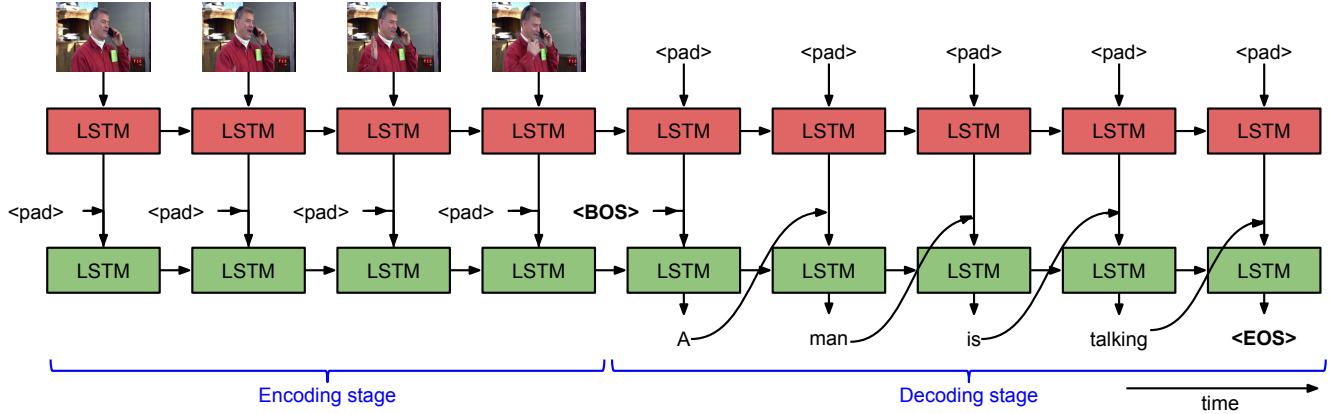 <pad> <pad> <pad> <pad> <pad>
LSTM LSTM LSTM LSTM LSTM LSTM LSTM LSTM LSTM
<pad> <pad> <pad> <pad> <BOS>
LSTM LSTM LSTM LSTM LSTM LSTM LSTM LSTM LSTM
A man is talking <EOS>
Encoding stage Decoding stage
time